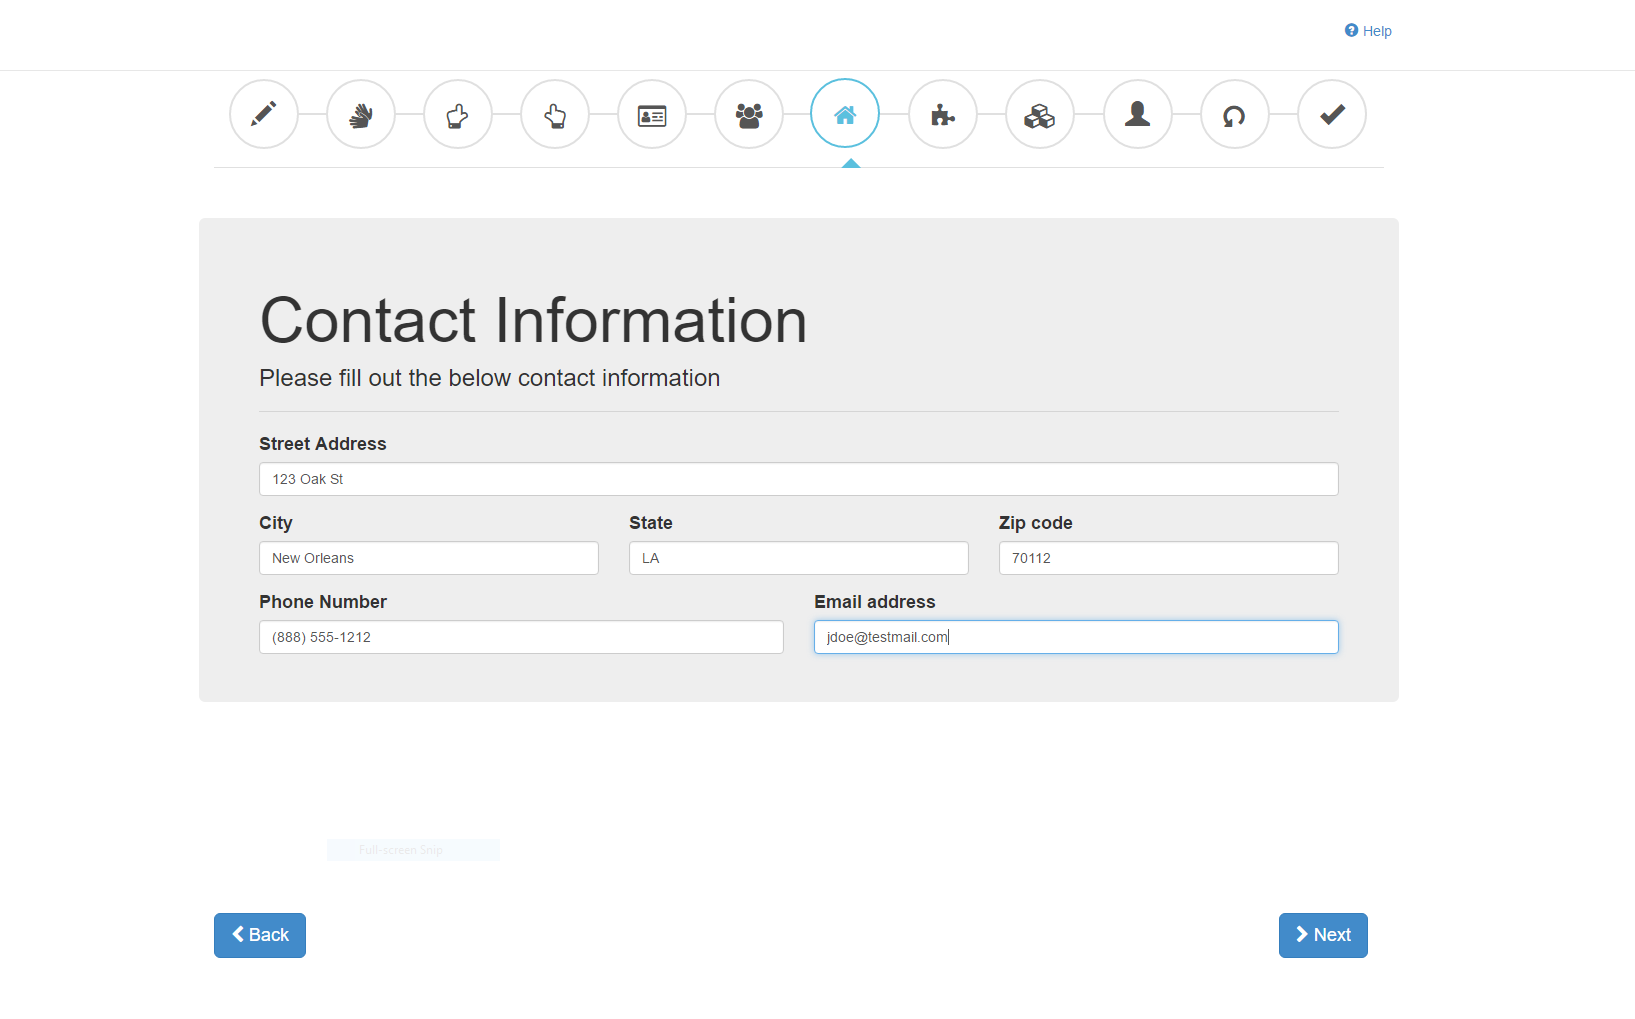 Help
Contact Information
Please fill out the below contact information
Street Address
123 Oak St
City State Zip code
New Orleans LA 70112
Phone Number Email address
(888) 555-1212 jdoe@testmail.com
Full-screen Snip
Back Next